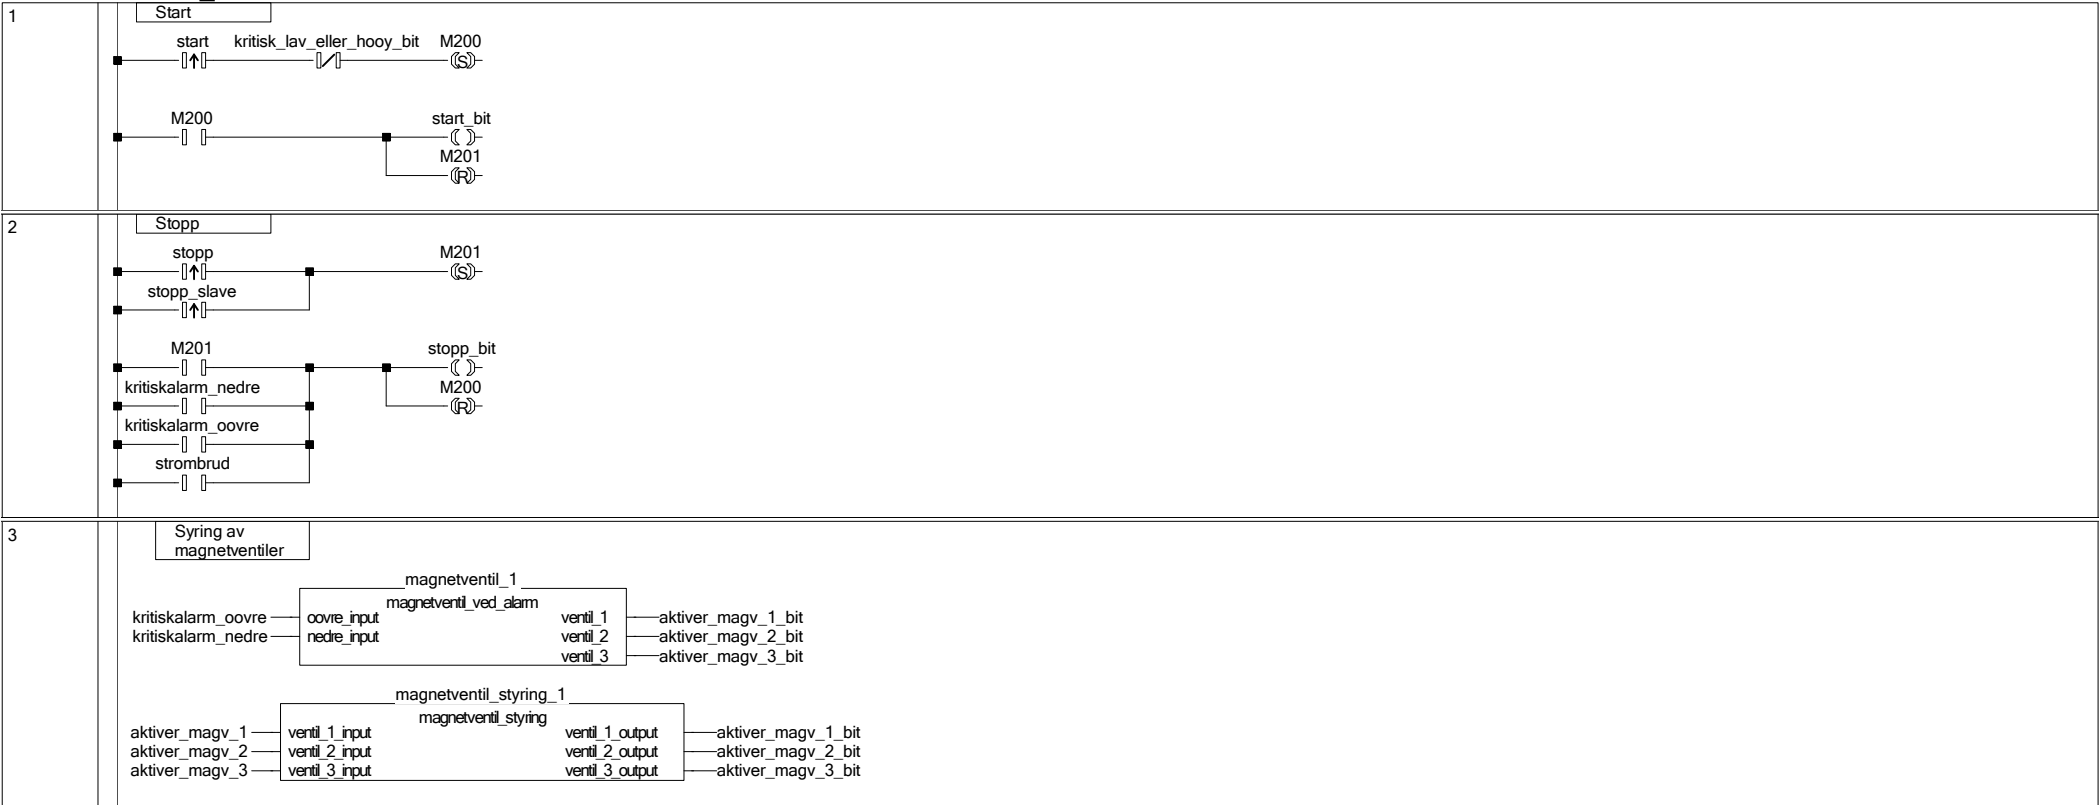 1
Start
start kritisk_lav_eller_hooy_bit M200
S
M200 start_bit
M201
R
2
Stopp
stopp M201
S
stopp_slave
M201 stopp_bit
kritiskalarm_nedre M200
R
kritiskalarm_oovre
strombrud
3
Syring av
magnetventiler
magnetventil_1
magnetventil_ved_alarm
kritiskalarm_oovre oovre_input ventil_1 aktiver_magv_1_bit
kritiskalarm_nedre nedre_input ventil_2 aktiver_magv_2_bit
ventil_3 aktiver_magv_3_bit
magnetventil_styring_1
magnetventil_styring
aktiver_magv_1 ventil_1_input ventil_1_output aktiver_magv_1_bit
aktiver_magv_2 ventil_2_input ventil_2_output aktiver_magv_2_bit
aktiver_magv_3 ventil_3_input ventil_3_output aktiver_magv_3_bit